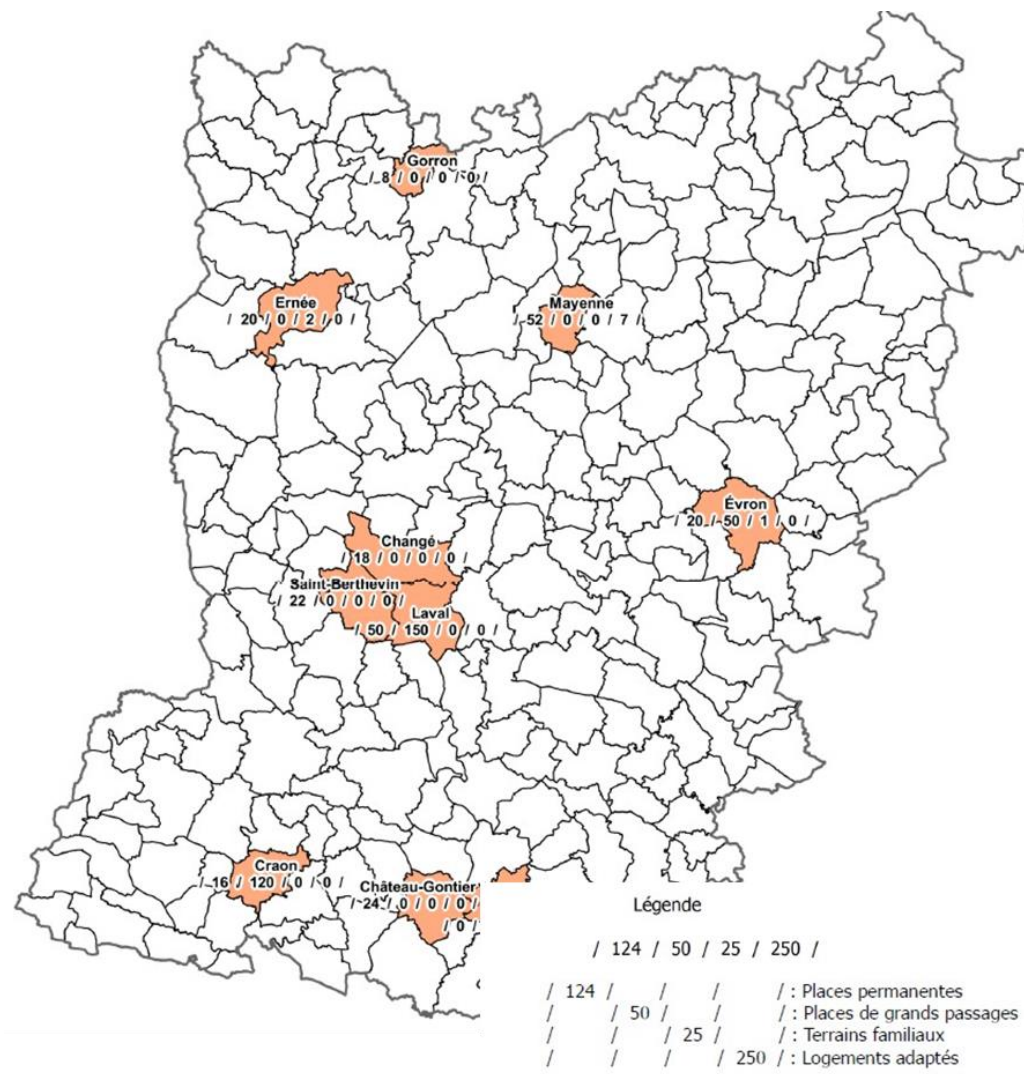 Gorron
/ 8 / 0 / 0 / 0 /
Ernée
/ 20 / 0 / 2 / 0 /
Mayenne
/ 52 / 0 / 0 / 7 /
Évron
/ 20 / 50 / 1 / 0 /
Changé
/ 18 / 0 / 0 / 0 /
Saint-Berthevin
/ 22 / 0 / 0 / 0 /
Laval
/ 50 / 150 / 0 / 0 /
Craon
/ 16 / 120 / 0 / 0 /
Château-Gontier
/ 24 / 0 / 0 / 0 /
/ 0 /
Légende
/ 124 / 50 / 25 / 250 /
/ 124 / / / / : Places permanentes
/ / 50 / / / : Places de grands passages
/ / / 25 / / : Terrains familiaux
/ / / / 250 / : Logements adaptés